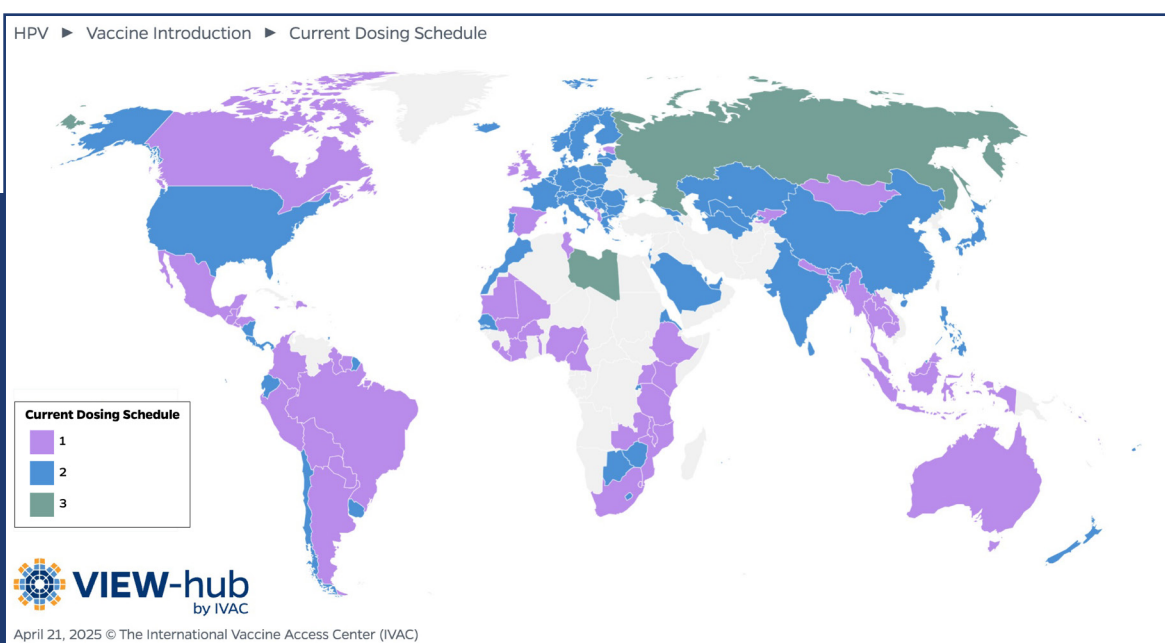 HPV ► Vaccine Introduction ► Current Dosing Schedule
Current Dosing Schedule
1
2
3
VIEW-hub
by IVAC
April 21, 2025 © The International Vaccine Access Center (IVAC)